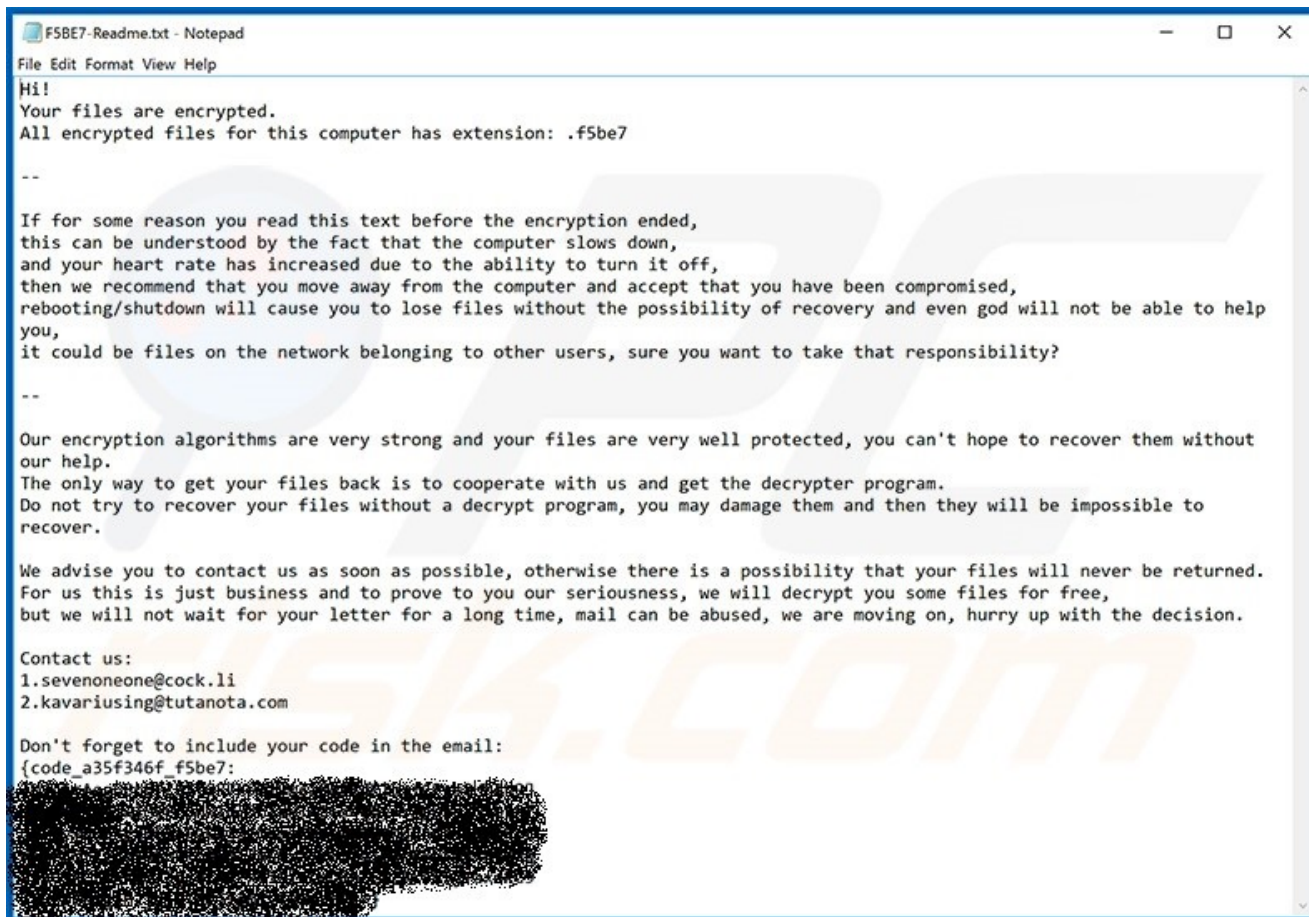 F5BE7-Readme.txt - Notepad
File Edit Format View Help
Hi!
Your files are encrypted.
All encrypted files for this computer has extension: .f5be7
--
If for some reason you read this text before the encryption ended,
this can be understood by the fact that the computer slows down,
and your heart rate has increased due to the ability to turn it off,
then we recommend that you move away from the computer and accept that you have been compromised,
rebooting/shutdown will cause you to lose files without the possibility of recovery and even god will not be able to help
you,
it could be files on the network belonging to other users, sure you want to take that responsibility?
--
Our encryption algorithms are very strong and your files are very well protected, you can't hope to recover them without
our help.
The only way to get your files back is to cooperate with us and get the decrypter program.
Do not try to recover your files without a decrypt program, you may damage them and then they will be impossible to
recover.
We advise you to contact us as soon as possible, otherwise there is a possibility that your files will never be returned.
For us this is just business and to prove to you our seriousness, we will decrypt you some files for free,
but we will not wait for your letter for a long time, mail can be abused, we are moving on, hurry up with the decision.
Contact us:
1.sevenoneone@cock.li
2.kavariusing@tutanota.com
Don't forget to include your code in the email:
{code_a35f346f_f5be7:
PC
risk.com